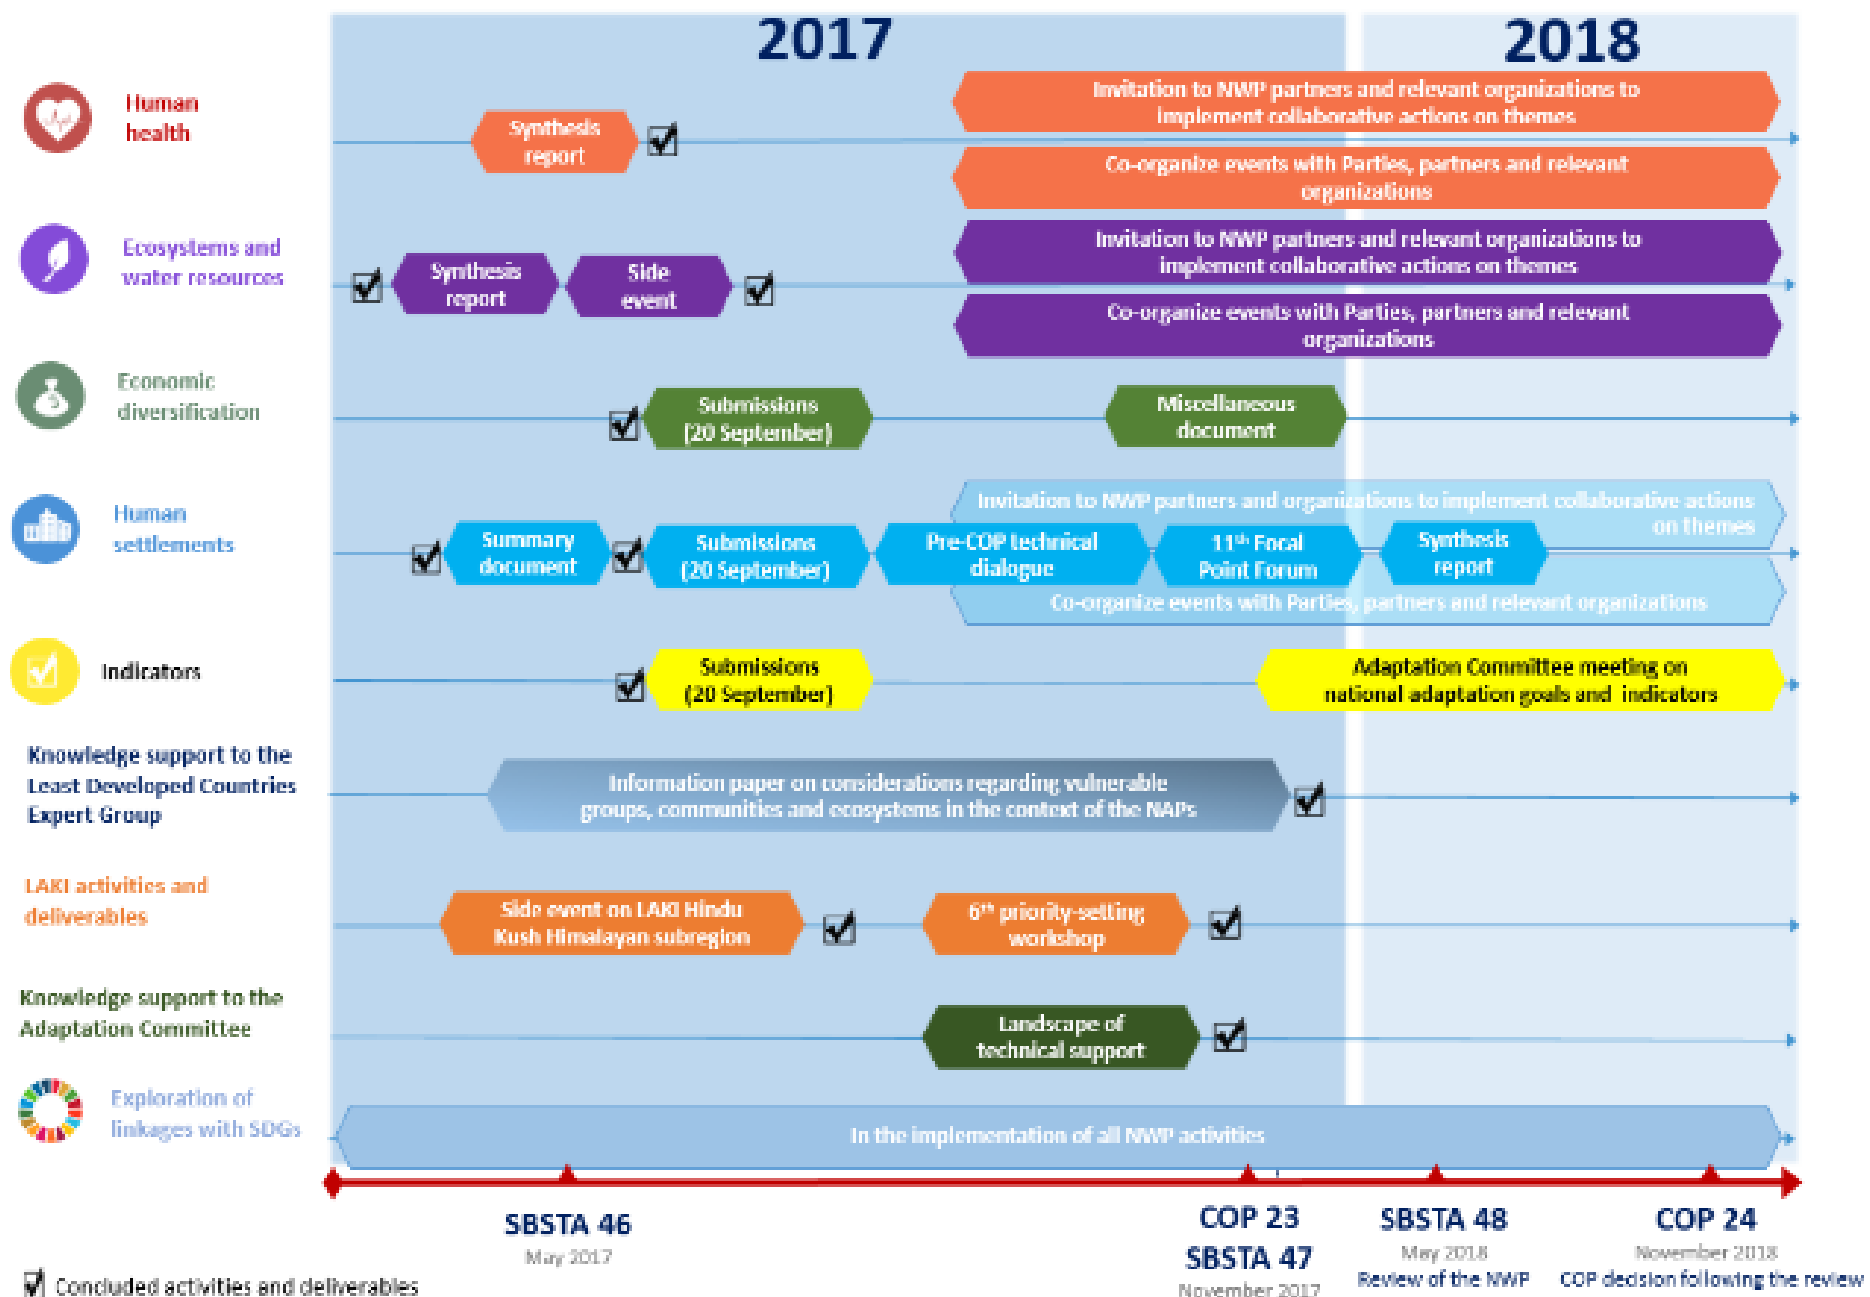 2017
2018
Human
health
Synthesis
report
Invitation to NWP partners and relevant organizations to
implement collaborative actions on themes
Co-organize events with Parties, partners and relevant
organizations
Ecosystems and
water resources
Synthesis
report
Side
event
Invitation to NWP partners and relevant organizations to
implement collaborative actions on themes
Co-organize events with Parties, partners and relevant
organizations
Economic
diversification
Submissions
(20 September)
Miscellaneous
document
Human
settlements
Invitation to NWP partners and organizations to implement collaborative actions
on themes
Summary
document
Submissions
(20 September)
Pre-COP technical
dialogue
11th Focal
Point Forum
Synthesis
report
Co-organize events with Parties, partners and relevant organizations
Indicators
Submissions
(20 September)
Adaptation Committee meeting on
national adaptation goals and indicators
Knowledge support to the
Least Developed Countries
Expert Group
Information paper on considerations regarding vulnerable
groups, communities and ecosystems in the context of the NAPs
LAKI activities and
deliverables
Side event on LAKI Hindu
Kush Himalayan subregion
6th priority-setting
workshop
Knowledge support to the
Adaptation Committee
Landscape of
technical support
Exploration of
linkages with SDGs
In the implementation of all NWP activities
SBSTA 46
May 2017
COP 23
SBSTA 47
November 2017
SBSTA 48
May 2018
Review of the NWP
COP 24
November 2018
COP decision following the review
Concluded activities and deliverables